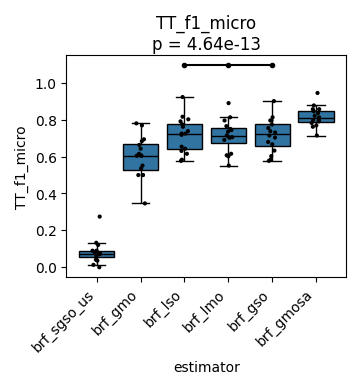 TT_f1_micro
p = 4.64e-13
TT_f1_micro
1.0
0.8
0.6
0.4
0.2
0.0
brf_sgso_us
brf_gmo
brf_lso
brf_lmo
brf_gso
brf_gmosa
estimator